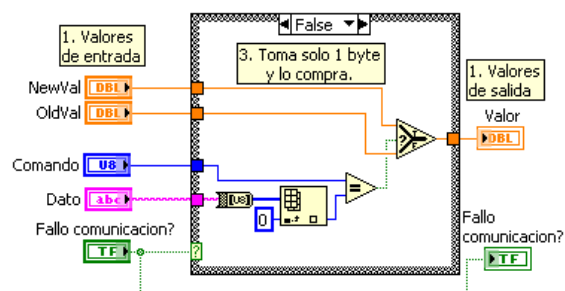 False
1. Valores
de entrada
3. Toma solo 1 byte
y lo compra.
1. Valores
de salida
NewVal
DBL
OldVal
DBL
Valor
DBL
Comando
U8
Dato
abc
[U8]
0
Fallo comunicacion?
TF
?
?
T
F
=
Fallo
comunicacion?
TF